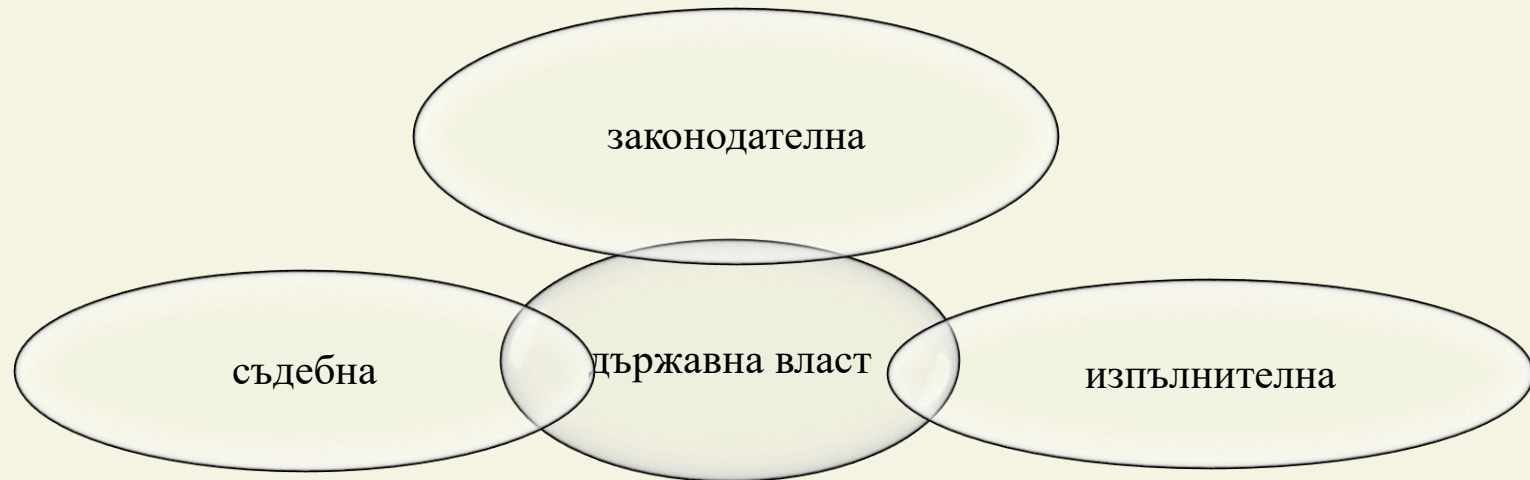 законодателна
съдебна
държавна власт
изпълнителна